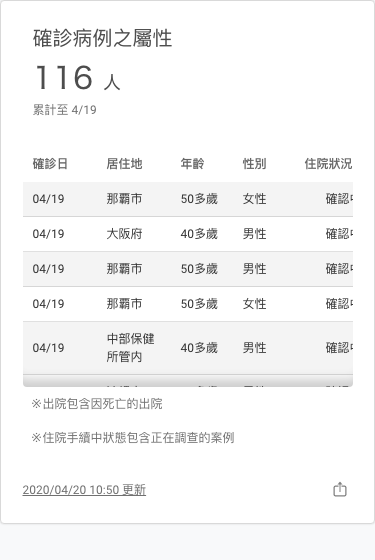 確診病例之屬性
116 人
累計至 4/19
確診日 居住地 年齡 性別 住院狀況
04/19 那覇市 50多歲 女性 確認
04/19 大阪府 40多歲 男性 確認
04/19 那覇市 50多歲 男性 確認
04/19 那覇市 50多歲 女性 確認
04/19 中部保健所管内 40多歲 男性 確認
※出院包含因死亡的出院
※住院手續中狀態包含正在調查的案例
2020/04/20 10:50 更新